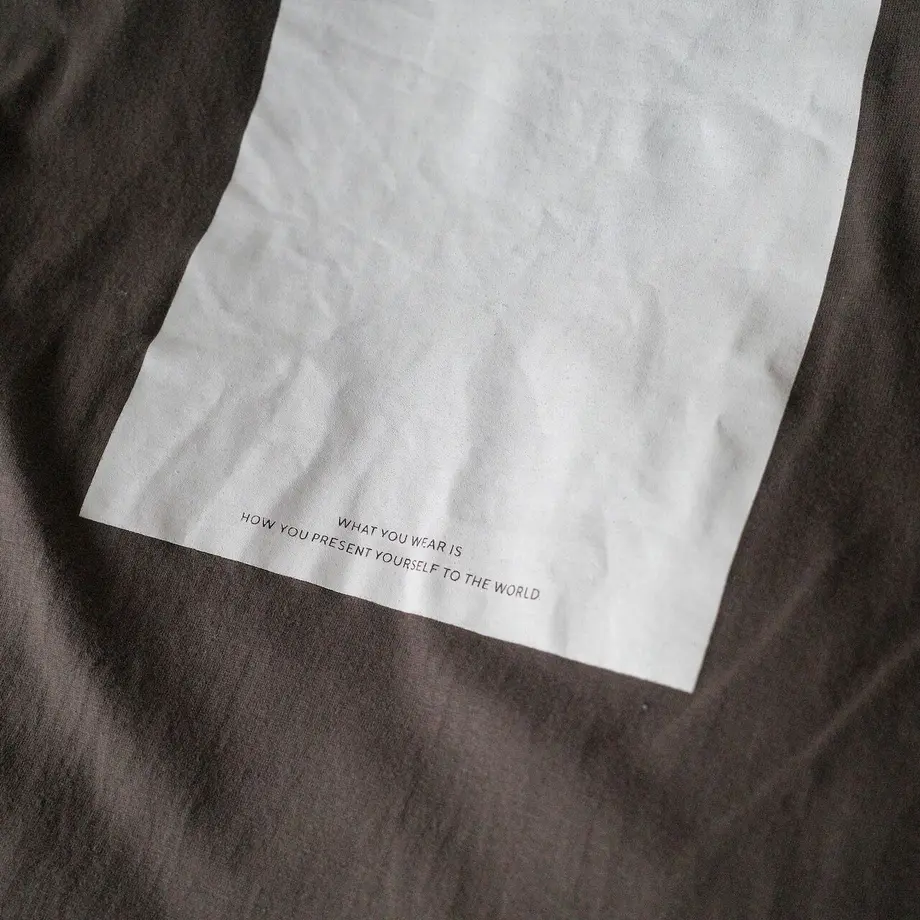 WHAT YOU WEAR IS
HOW YOU PRESENT YOURSELF TO THE WORLD